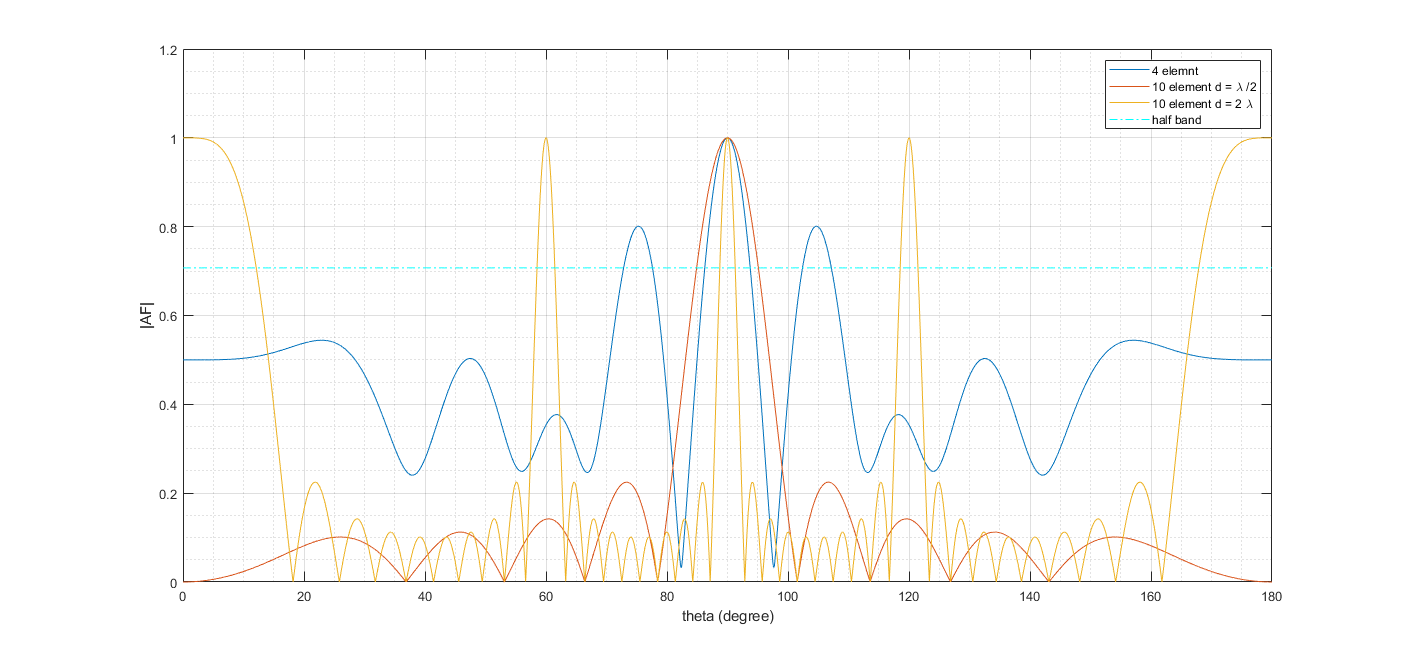 1.2
1
0.8
0.6
0.4
0.2
0
|AF|
4 elemnt
10 element d = λ /2
10 element d = 2 λ
half band
0 20 40 60 80 100 120 140 160 180
theta (degree)